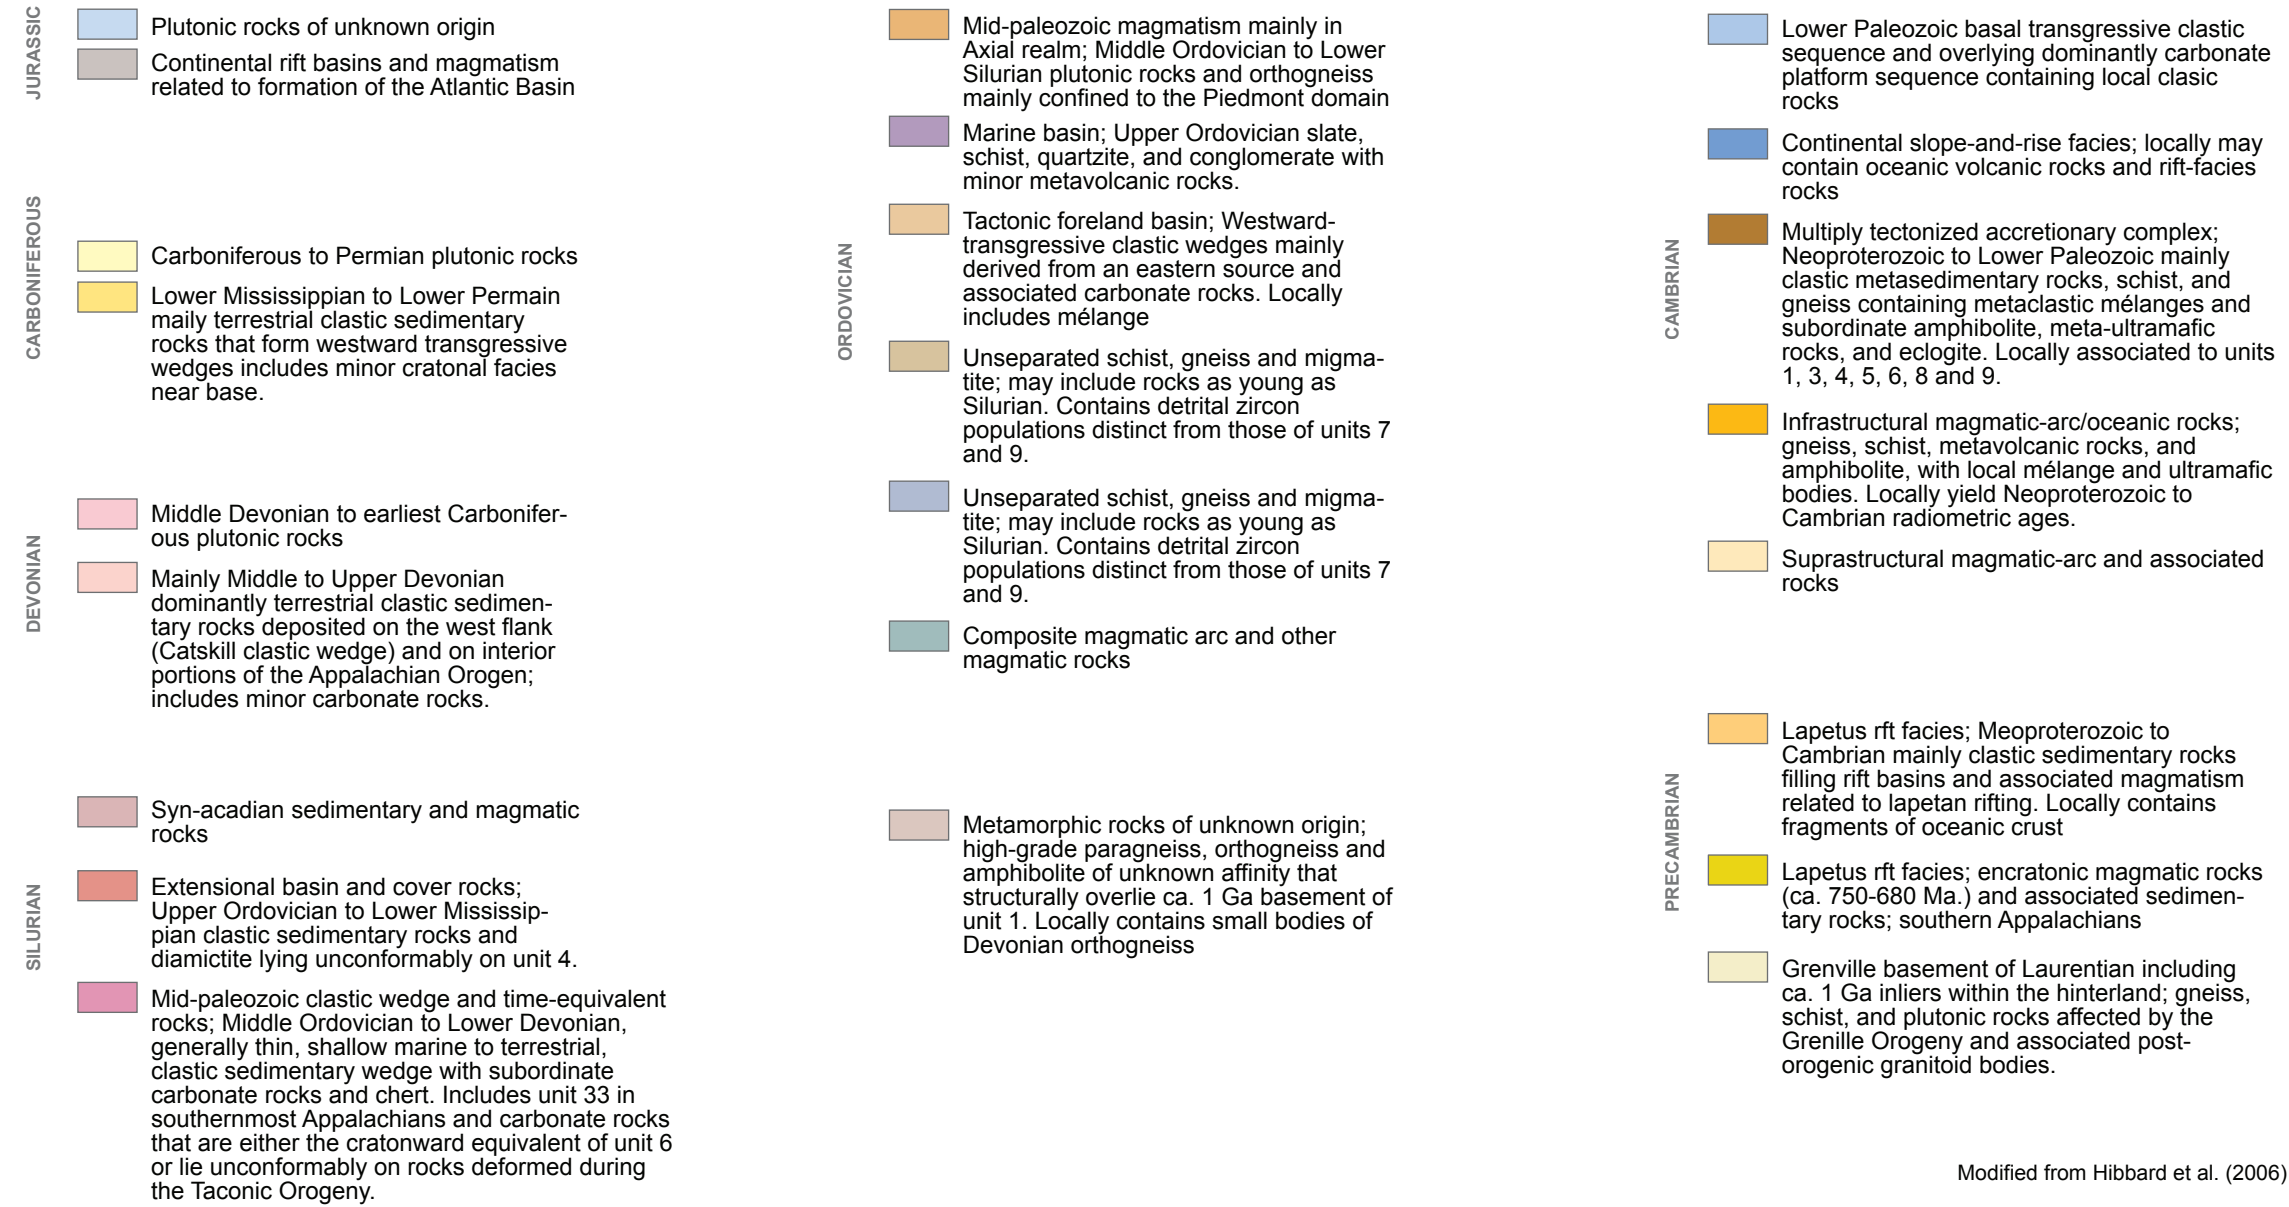 JURASSIC
Plutonic rocks of unknown origin
Continental rift basins and magmatism
related to formation of the Atlantic Basin
CARBONIFEROUS
Carboniferous to Permian plutonic rocks
Lower Mississippian to Lower Permain
maily terrestrial clastic sedimentary
rocks that form westward transgressive
wedges includes minor cratonal facies
near base.
DEVONIAN
Middle Devonian to earliest Carbonifer-
ous plutonic rocks
Mainly Middle to Upper Devonian
dominantly terrestrial clastic sedimen-
tary rocks deposited on the west flank
(Catskill clastic wedge) and on interior
portions of the Appalachian Orogen;
includes minor carbonate rocks.
SILURIAN
Syn-acadian sedimentary and magmatic
rocks
Extensional basin and cover rocks;
Upper Ordovician to Lower Mississip-
pian clastic sedimentary rocks and
diamictite lying unconformably on unit 4.
Mid-paleozoic clastic wedge and time-equivalent
rocks; Middle Ordovician to Lower Devonian,
generally thin, shallow marine to terrestrial,
clastic sedimentary wedge with subordinate
carbonate rocks and chert. Includes unit 33 in
southernmost Appalachians and carbonate rocks
that are either the cratonward equivalent of unit 6
or lie unconformably on rocks deformed during
the Taconic Orogeny.
ORDOVICIAN
Mid-paleozoic magmatism mainly in
Axial realm; Middle Ordovician to Lower
Silurian plutonic rocks and orthogneiss
mainly confined to the Piedmont domain
Marine basin; Upper Ordovician slate,
schist, quartzite, and conglomerate with
minor metavolcanic rocks.
Tactonic foreland basin; Westward-
transgressive clastic wedges mainly
derived from an eastern source and
associated carbonate rocks. Locally
includes mélange
Unseparated schist, gneiss and migma-
tite; may include rocks as young as
Silurian. Contains detrital zircon
populations distinct from those of units 7
and 9.
Unseparated schist, gneiss and migma-
tite; may include rocks as young as
Silurian. Contains detrital zircon
populations distinct from those of units 7
and 9.
Composite magmatic arc and other
magmatic rocks
Metamorphic rocks of unknown origin;
high-grade paragneiss, orthogneiss and
amphibolite of unknown affinity that
structurally overlie ca. 1 Ga basement of
unit 1. Locally contains small bodies of
Devonian orthogneiss
CAMBRIAN
Lower Paleozoic basal transgressive clastic
sequence and overlying dominantly carbonate
platform sequence containing local clasic
rocks
Continental slope-and-rise facies; locally may
contain oceanic volcanic rocks and rift-facies
rocks
Multiply tectonized accretionary complex;
Neoproterozoic to Lower Paleozoic mainly
clastic metasedimentary rocks, schist, and
gneiss containing metaclastic mélanges and
subordinate amphibolite, meta-ultramafic
rocks, and eclogite. Locally associated to units
1, 3, 4, 5, 6, 8 and 9.
Infrastructural magmatic-arc/oceanic rocks;
gneiss, schist, metavolcanic rocks, and
amphibolite, with local mélange and ultramafic
bodies. Locally yield Neoproterozoic to
Cambrian radiometric ages.
Suprastructural magmatic-arc and associated
rocks
PRECAMBRIAN
Lapetus rft facies; Meoproterozoic to
Cambrian mainly clastic sedimentary rocks
filling rift basins and associated magmatism
related to lapetan rifting. Locally contains
fragments of oceanic crust
Lapetus rft facies; encratonic magmatic rocks
(ca. 750-680 Ma.) and associated sedimen-
tary rocks; southern Appalachians
Grenville basement of Laurentian including
ca. 1 Ga inliers within the hinterland; gneiss,
schist, and plutonic rocks affected by the
Grenille Orogeny and associated post-
orogenic granitoid bodies.
Modified from Hibbard et al. (2006)